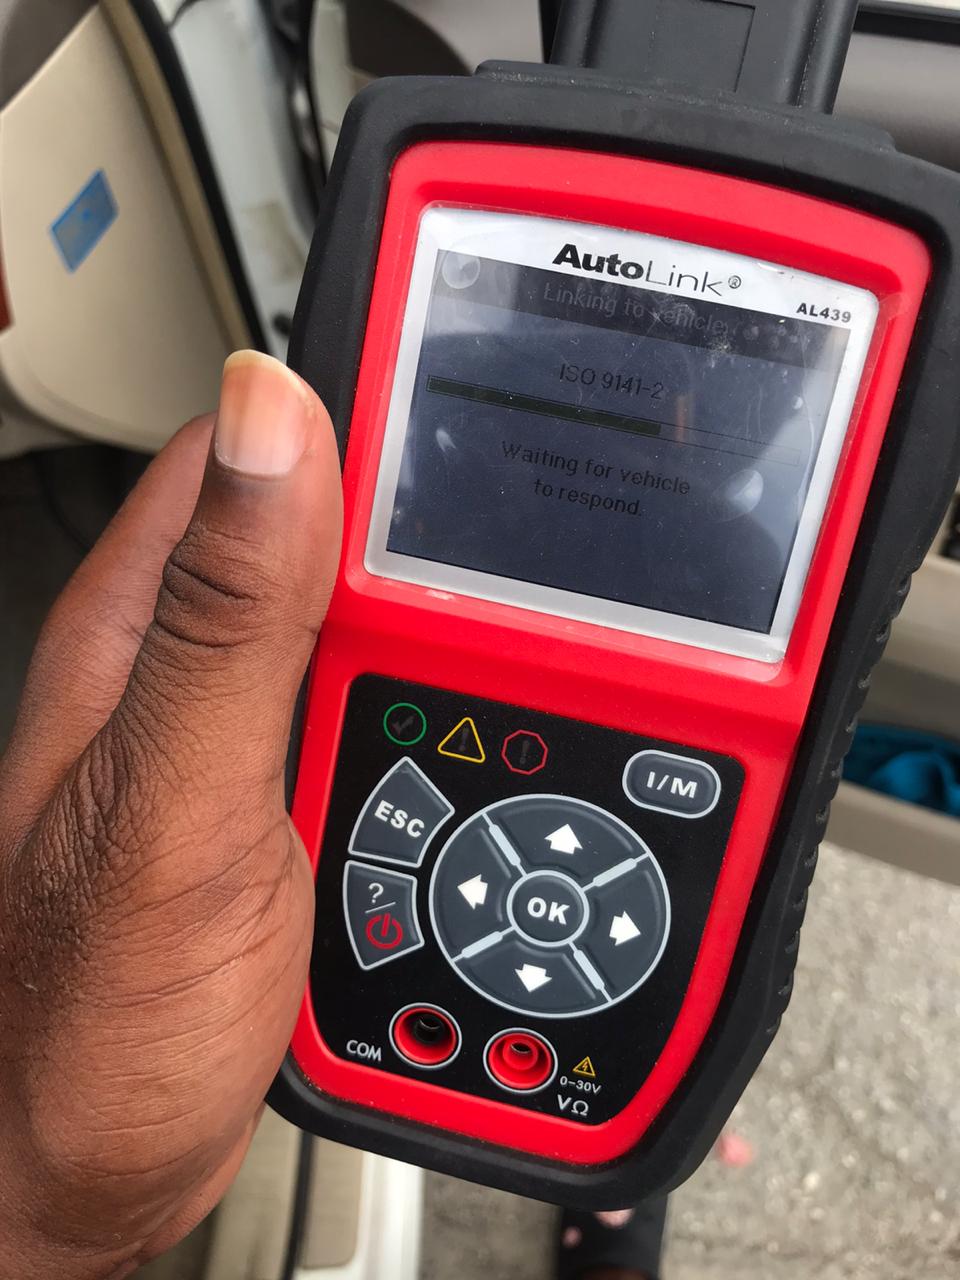 AutoLink®
AL439
Linking to vehicle
ISO 9141-2
Waiting for vehicle
to respond.
I/M
ESC
?
OK
COM
0-30V
VΩ